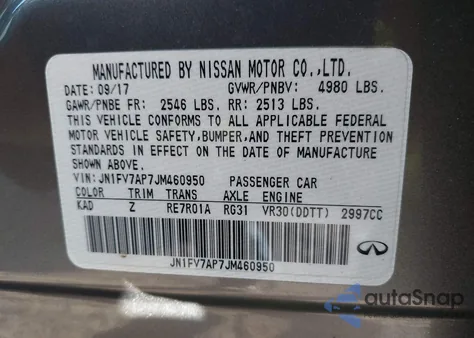 MANUFACTURED BY NISSAN MOTOR CO.,LTD.
DATE: 09/17 GVWR/PNBV: 4980 LBS.
GAWR/PNBE FR: 2546 LBS. RR: 2513 LBS.
THIS VEHICLE CONFORMS TO ALL APPLICABLE FEDERAL
MOTOR VEHICLE SAFETY,BUMPER,AND THEFT PREVENTION
STANDARDS IN EFFECT ON THE DATE OF MANUFACTURE
SHOWN ABOVE.
VIN:JN1FV7AP7JM460950 PASSENGER CAR
COLOR TRIM TRANS AXLE ENGINE
KAD Z RE7R01A RG31 VR30(DDTT) 2997CC
JN1FV7AP7JM460950
autoSnap